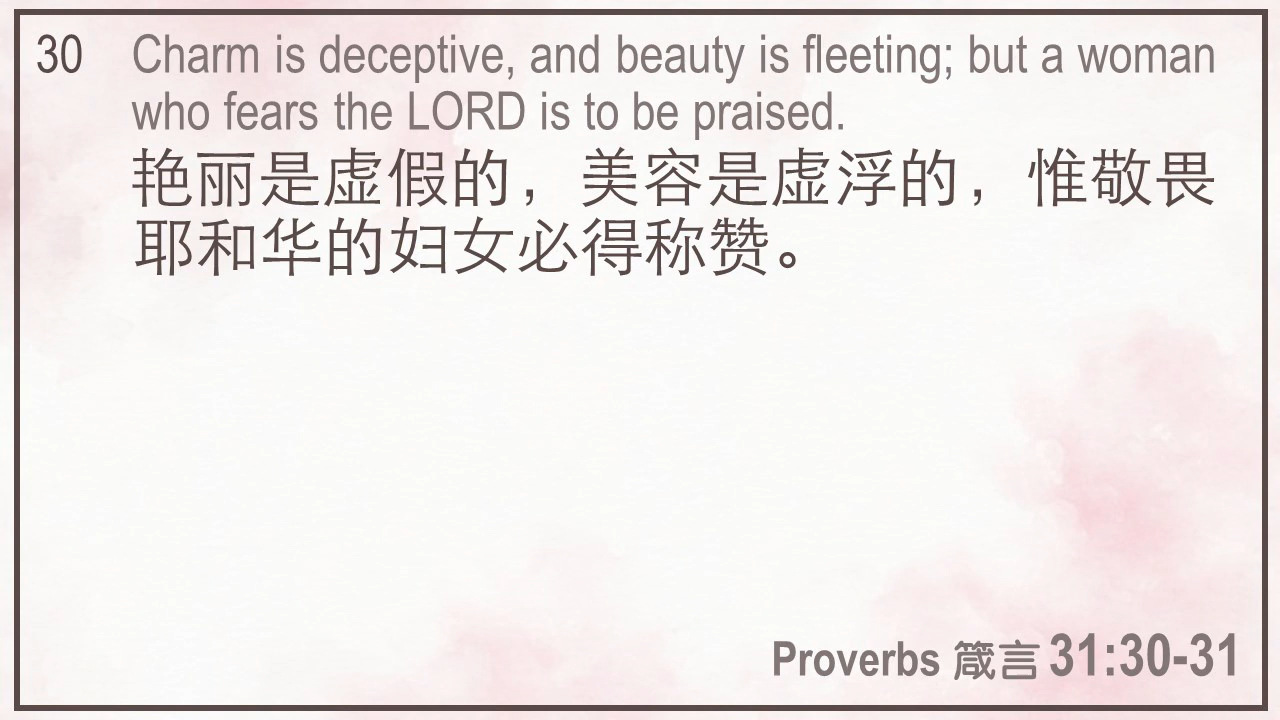 30 Charm is deceptive, and beauty is fleeting; but a woman
who fears the LORD is to be praised.
艳丽是虚假的，美容是虚浮的，惟敬畏
耶和华的妇女必得称赞。
Proverbs 箴言 31:30-31